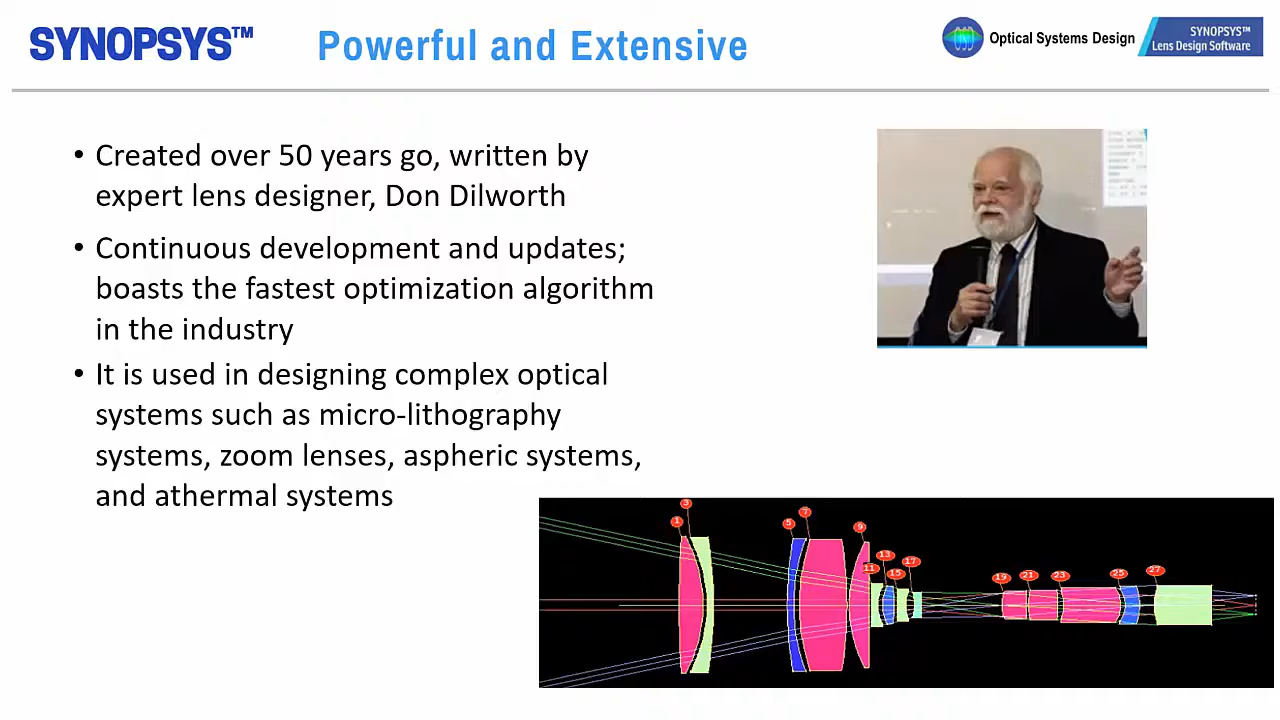 SYNOPSYS™
Powerful and Extensive
Optical Systems Design
SYNOPSYS™
Lens Design Software
• Created over 50 years go, written by
expert lens designer, Don Dilworth
• Continuous development and updates;
boasts the fastest optimization algorithm
in the industry
• It is used in designing complex optical
systems such as micro-lithography
systems, zoom lenses, aspheric systems,
and athermal systems
1
3
5
7
9
11
13
15
17
19
21
23
25
27